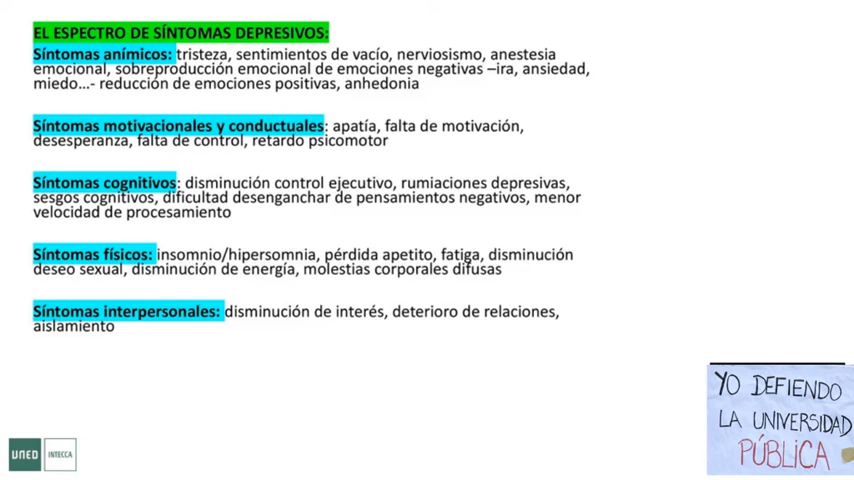 EL ESPECTRO DE SÍNTOMAS DEPRESIVOS:
Síntomas anímicos: tristeza, sentimientos de vacío, nerviosismo, anestesia
emocional, sobreproducción emocional de emociones negativas –ira, ansiedad,
miedo...- reducción de emociones positivas, anhedonia
Síntomas motivacionales y conductuales: apatía, falta de motivación,
desesperanza, falta de control, retardo psicomotor
Síntomas cognitivos: disminución control ejecutivo, rumiaciones depresivas,
sesgos cognitivos, dificultad desenganchar de pensamientos negativos, menor
velocidad de procesamiento
Síntomas físicos: insomnio/hipersomnia, pérdida apetito, fatiga, disminución
deseo sexual, disminución de energía, molestias corporales difusas
Síntomas interpersonales: disminución de interés, deterioro de relaciones,
aislamiento
YO DEFIENDO
LA UNIVERSIDAD
PÚBLICA
UNED INTECCA